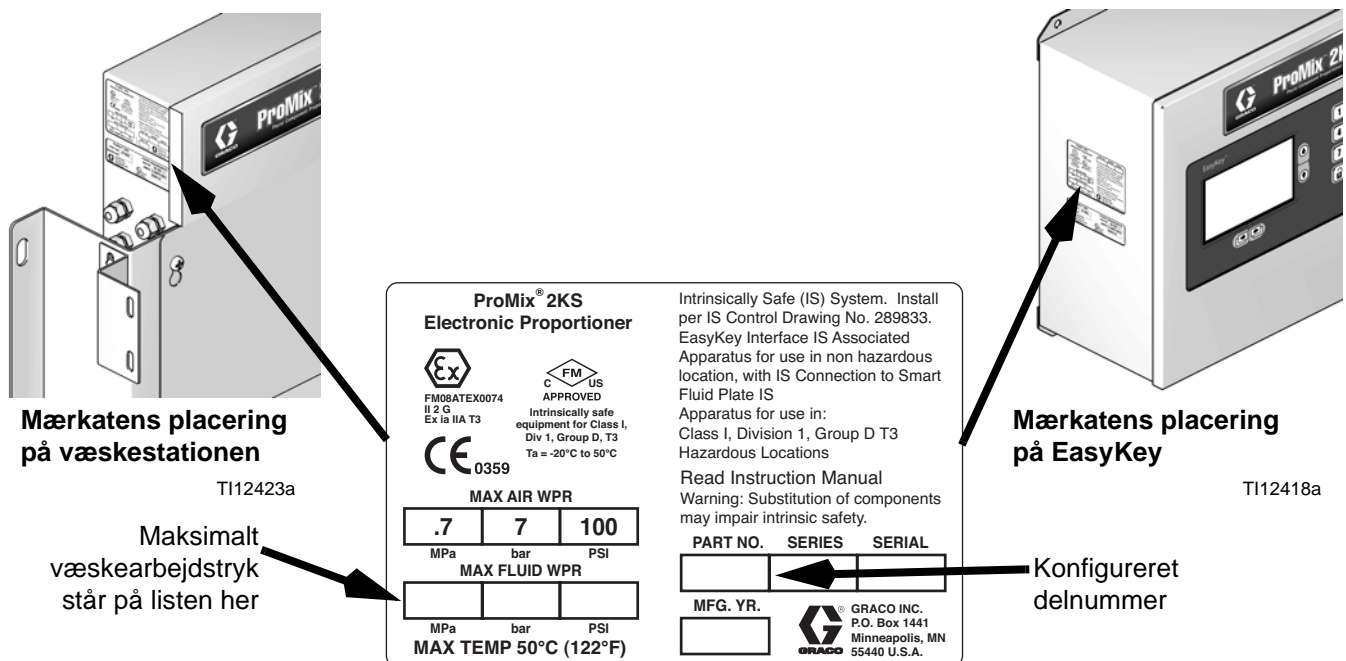 ProMix 2K
GRACO
Mærkatens placering
på væskestationen
TI12423a
Maksimalt
væskearbejdstryk
står på listen her
ProMix® 2KS
Electronic Proportioner
Ex
FM08ATEX0074
II 2 G
Ex ia IIA T3
CE 0359
FM
C US
APPROVED
Intrinsically safe
equipment for Class I,
Div 1, Group D, T3
Ta = -20°C to 50°C
MAX AIR WPR
.7 7 100
MPa bar PSI
MAX FLUID WPR
MPa bar PSI
MAX TEMP 50°C (122°F)
Intrinsically Safe (IS) System. Install
per IS Control Drawing No. 289833.
EasyKey Interface IS Associated
Apparatus for use in non hazardous
location, with IS Connection to Smart
Fluid Plate IS
Apparatus for use in:
Class I, Division 1, Group D T3
Hazardous Locations
Read Instruction Manual
Warning: Substitution of components
may impair intrinsic safety.
PART NO. SERIES SERIAL
MFG. YR.
GRACO
®
GRACO INC.
P.O. Box 1441
Minneapolis, MN
55440 U.S.A.
ProMix 2K
GRACO
EasyKey
Mærkatens placering
på EasyKey
TI12418a
Konfigureret
delnummer